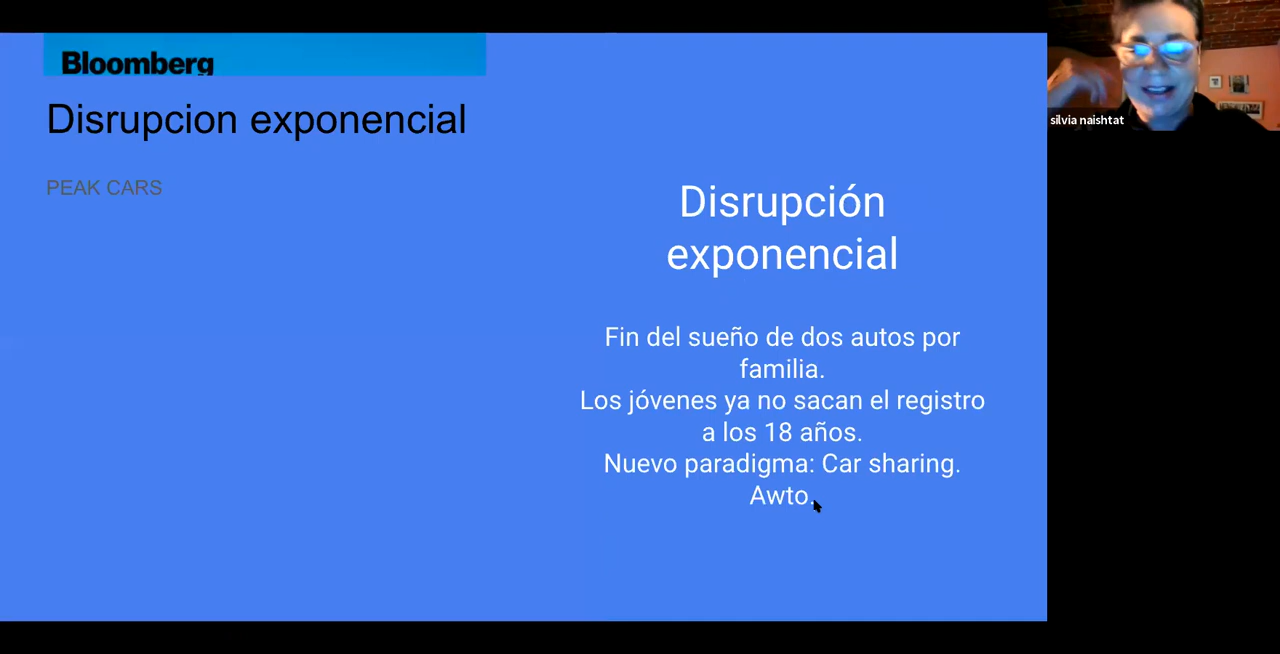 Bloomberg
Disrupcion exponencial
PEAK CARS
Disrupción
exponencial
Fin del sueño de dos autos por
familia.
Los jóvenes ya no sacan el registro
a los 18 años.
Nuevo paradigma: Car sharing.
Awto.
silvia naishtat